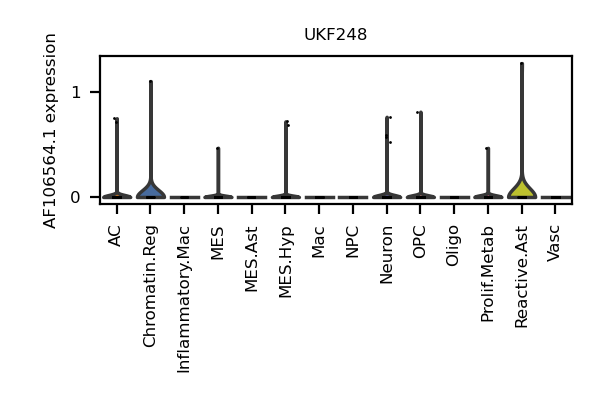 UKF248
AF106564.1 expression
1
0
AC
Chromatin.Reg
Inflammatory.Mac
MES
MES.Ast
MES.Hyp
Mac
NPC
Neuron
OPC
Oligo
Prolif.Metab
Reactive.Ast
Vasc